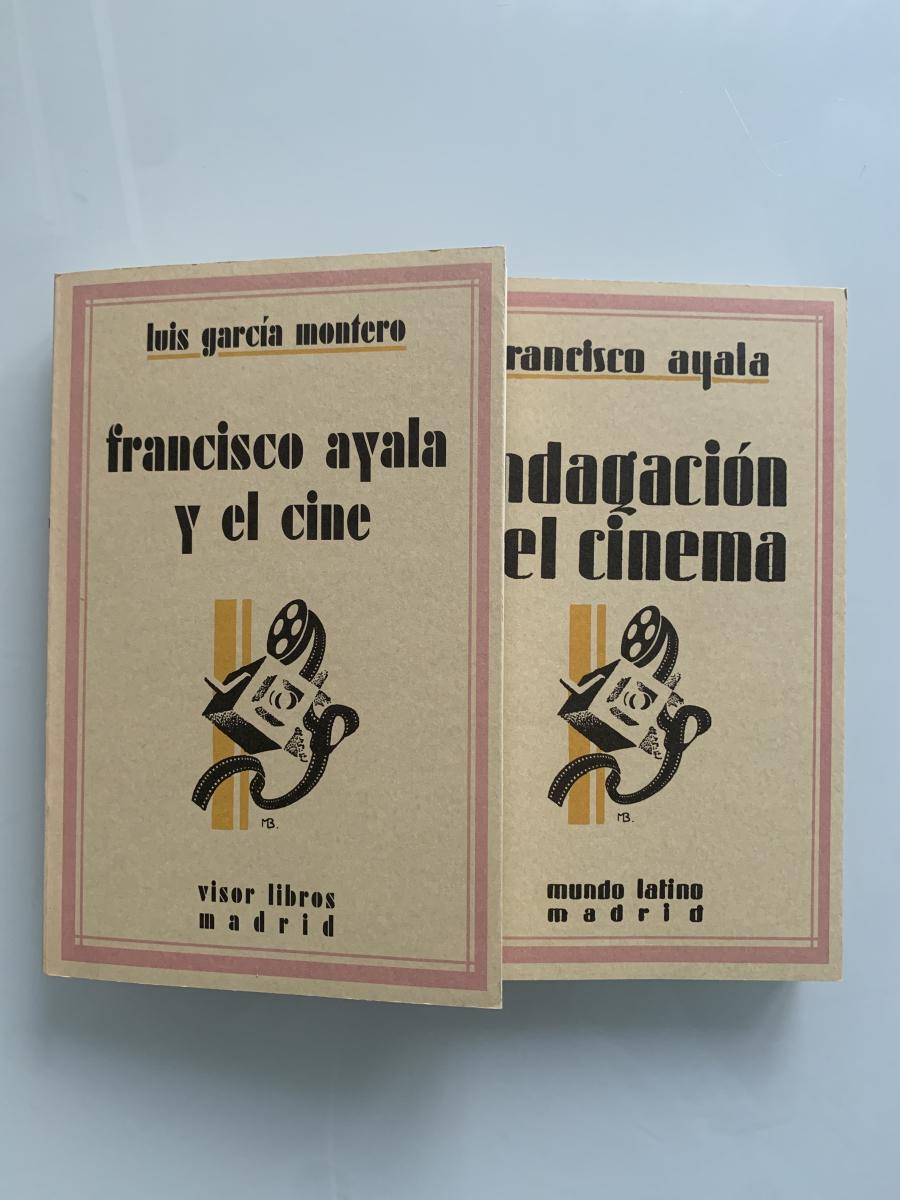 luis garcía montero
francisco ayala
y el cine
MB.
visor libros
madrid
rancisco ayala
ndagación
el cinema
MB.
mundo latino
madrid